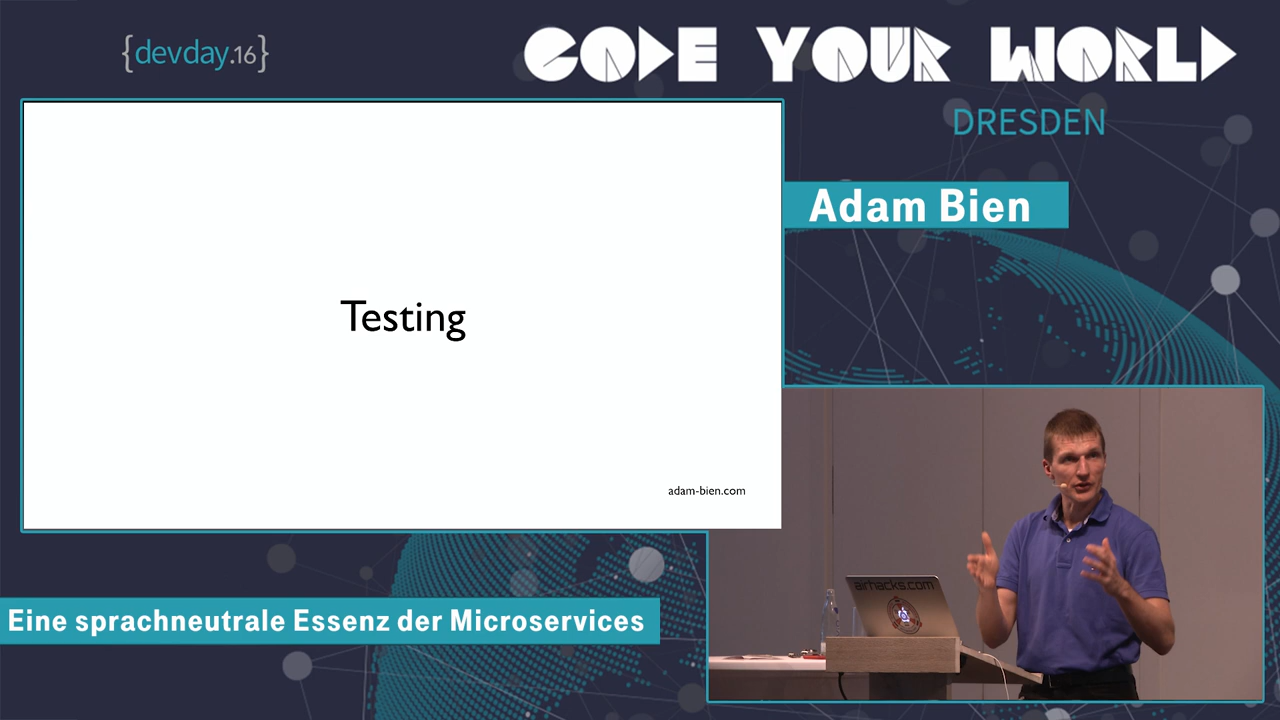 {devday.16}
CODE YOUR WORLD
DRESDEN
Adam Bien
Testing
adam-bien.com
airhacks.com
Eine sprachneutrale Essenz der Microservices